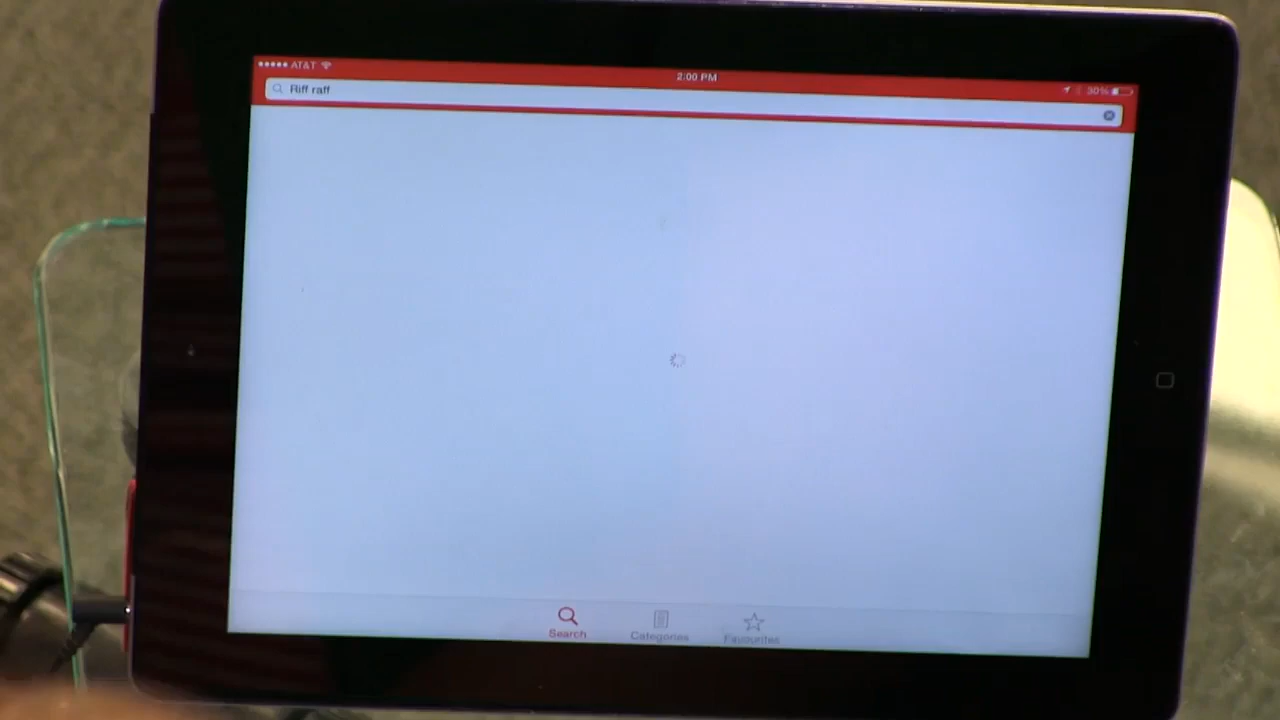 AT&T
2:00 PM
30%
Riff raff
Search
Categories
Favourites